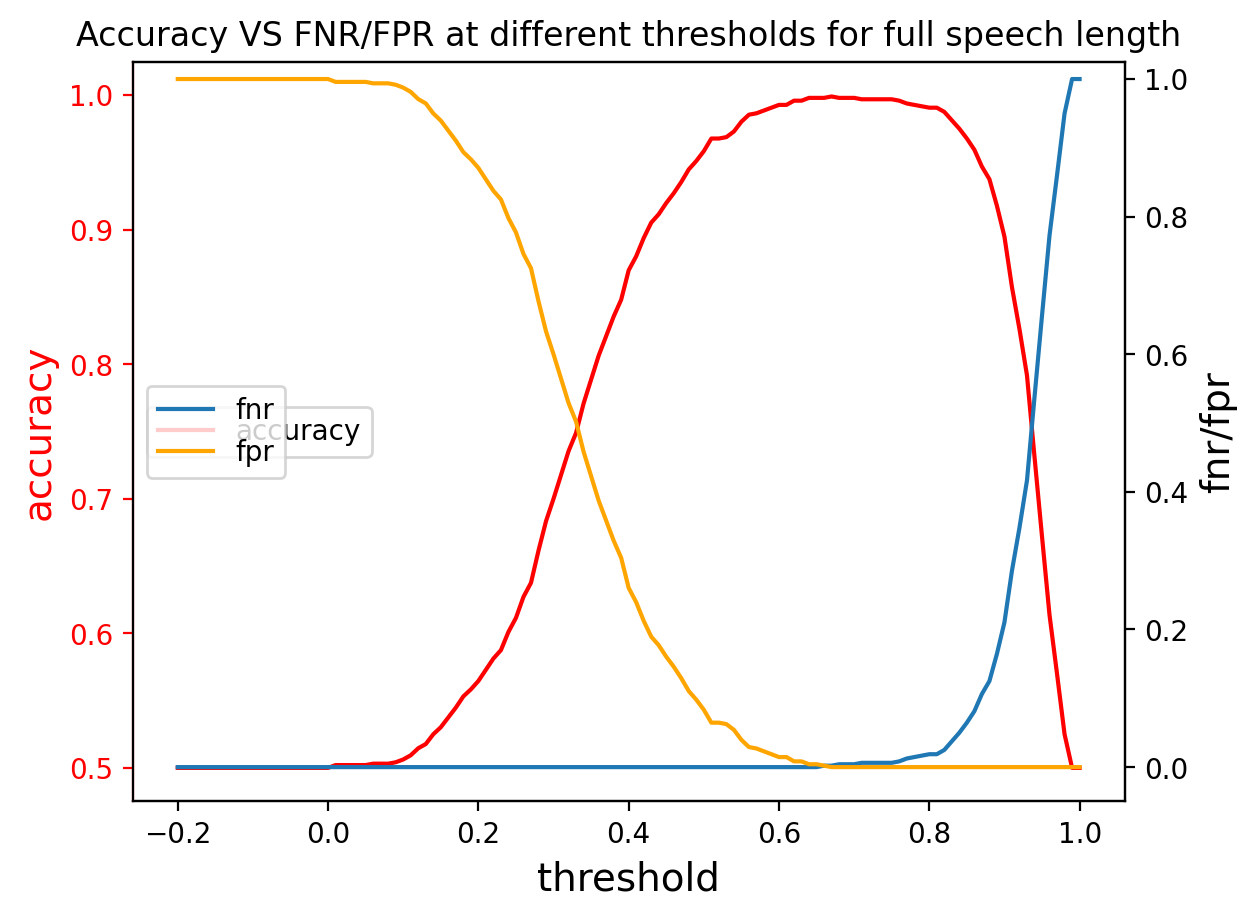 Accuracy VS FNR/FPR at different thresholds for full speech length
accuracy
1.0
0.9
0.8
0.7
0.6
0.5
fnr
accuracy
fpr
1.0
0.8
0.6
0.4
0.2
0.0
fnr/fpr
−0.2 0.0 0.2 0.4 0.6 0.8 1.0
threshold